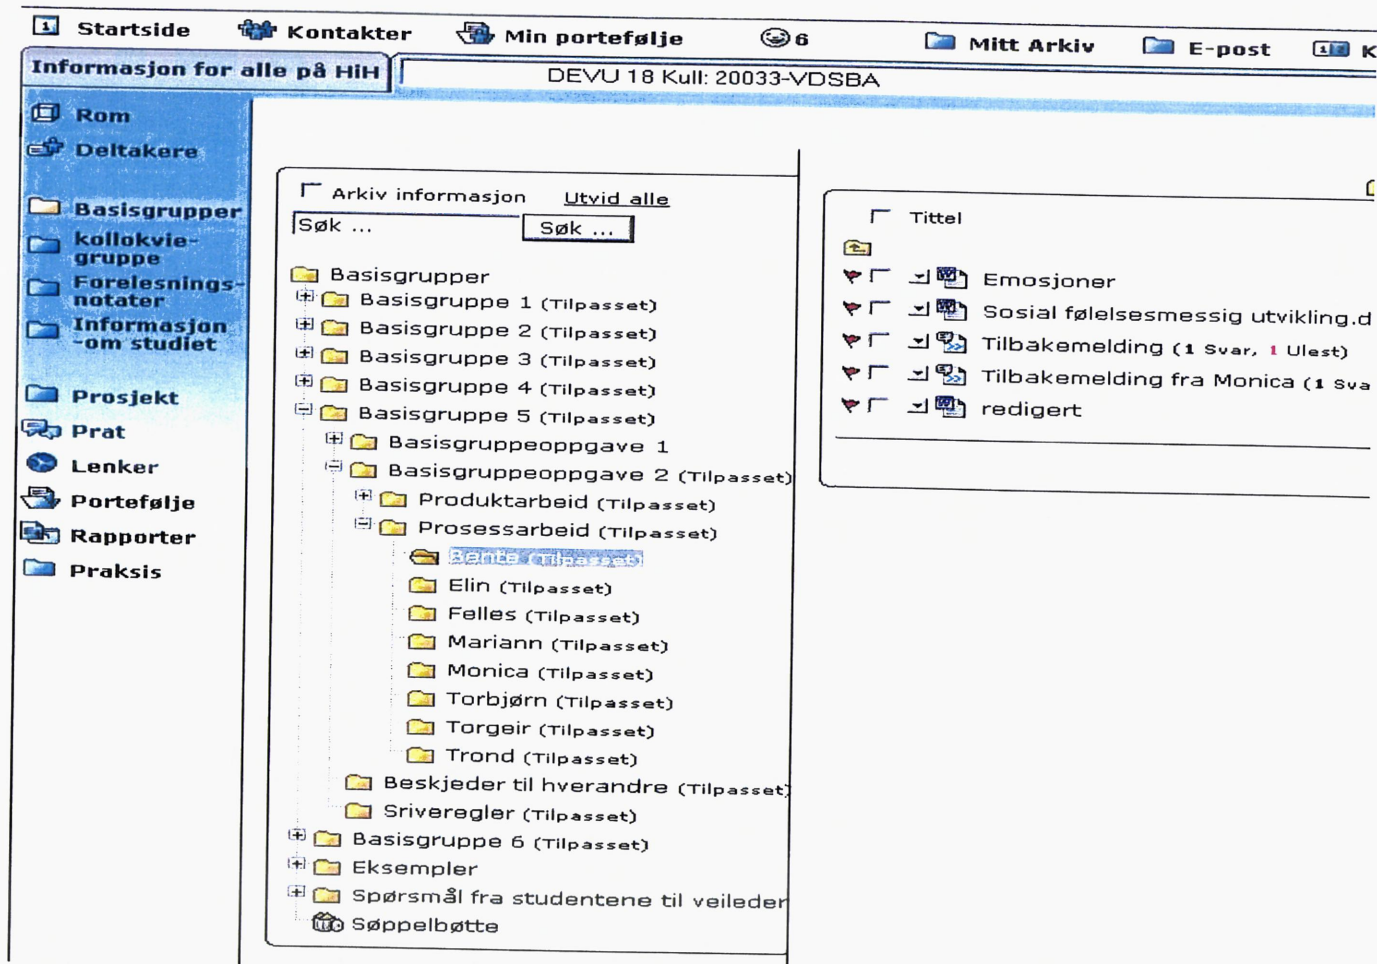 Startside Kontakter Min portefølje 6 Mitt Arkiv E-post K
Informasjon for alle på HiH DEVU 18 Kull: 20033-VDSBA
Rom
Deltakere
Basisgrupper
kollokvie-
gruppe
Forelesnings-
notater
Informasjon
-om studiet
Prosjekt
Prat
Lenker
Portefølje
Rapporter
Praksis
Arkiv informasjon Utvid alle
Søk ... Søk ...
Basisgrupper
Basisgruppe 1 (Tilpasset)
Basisgruppe 2 (Tilpasset)
Basisgruppe 3 (Tilpasset)
Basisgruppe 4 (Tilpasset)
Basisgruppe 5 (Tilpasset)
Basisgruppeoppgave 1
Basisgruppeoppgave 2 (Tilpasset)
Produktarbeid (Tilpasset)
Prosessarbeid (Tilpasset)
Bente (Tilpasset)
Elin (Tilpasset)
Felles (Tilpasset)
Mariann (Tilpasset)
Monica (Tilpasset)
Torbjørn (Tilpasset)
Torgeir (Tilpasset)
Trond (Tilpasset)
Beskjeder til hverandre (Tilpasset)
Sriveregler (Tilpasset)
Basisgruppe 6 (Tilpasset)
Eksempler
Spørsmål fra studentene til veileder
Søppelbøtte
Tittel
Emosjoner
Sosial følelsesmessig utvikling.d
Tilbakemelding (1 Svar, 1 Ulest)
Tilbakemelding fra Monica (1 Sva
redigert